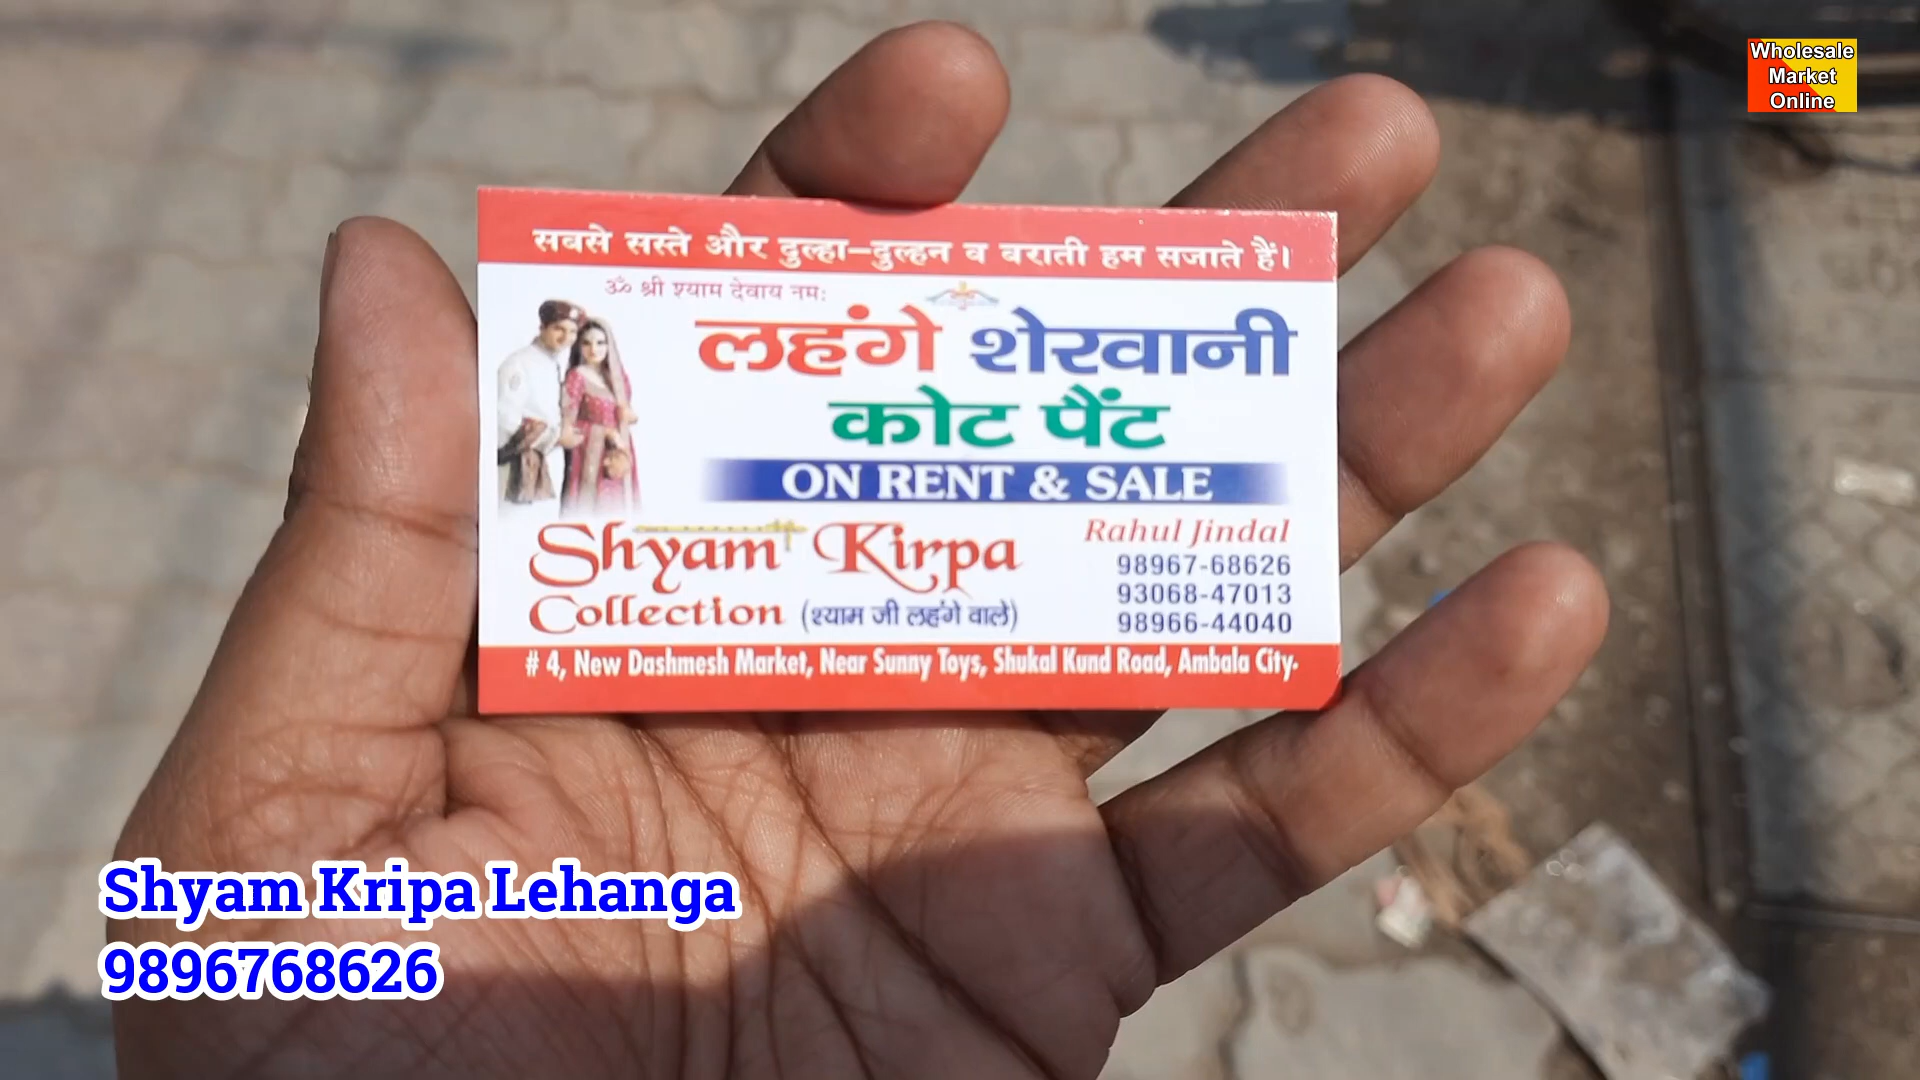 Wholesale
Market
Online
सबसे सस्ते और दुल्हा-दुल्हन व बराती हम सजाते हैं।
ॐ श्री श्याम देवाय नमः
लहंगे शेरवानी
कोट पैंट
ON RENT & SALE
Shyam Kirpa
Collection (श्याम जी लहंगे वाले)
Rahul Jindal
98967-68626
93068-47013
98966-44040
# 4, New Dashmesh Market, Near Sunny Toys, Shukal Kund Road, Ambala City.
Shyam Kripa Lehanga
9896768626